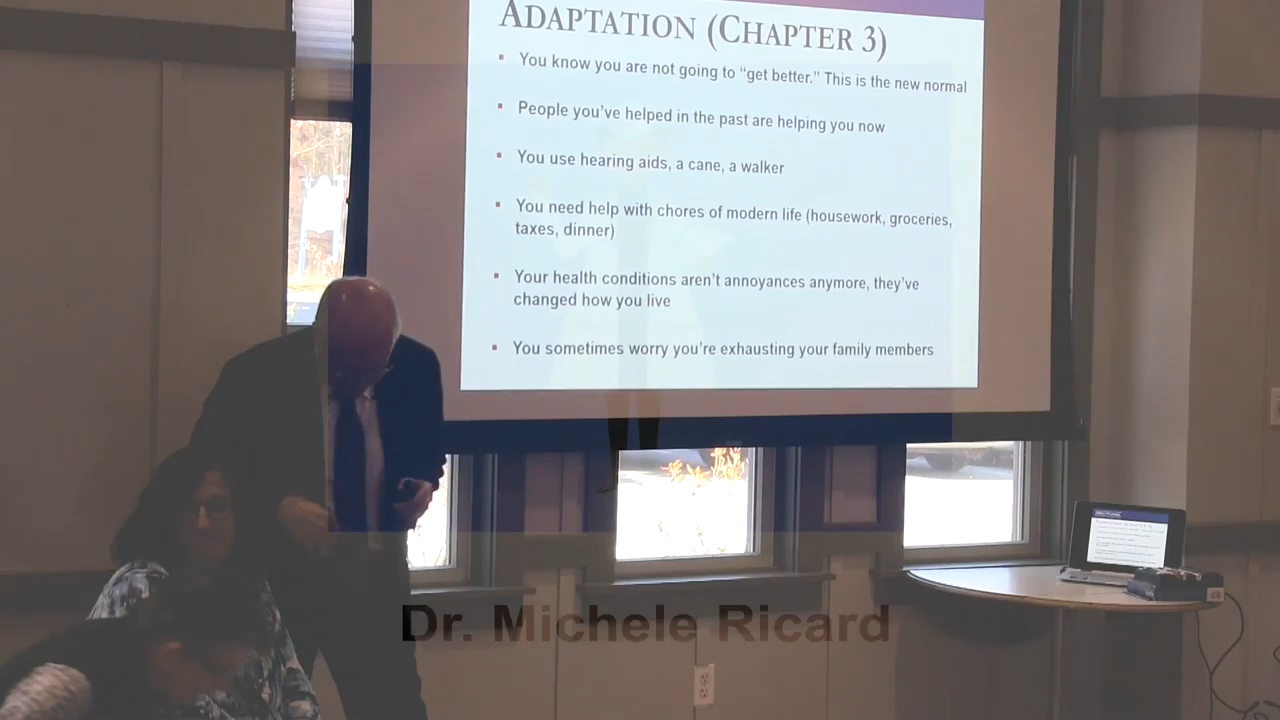 ADAPTATION (CHAPTER 3)
▪ You know you are not going to “get better.” This is the new normal
▪ People you’ve helped in the past are helping you now
▪ You use hearing aids, a cane, a walker
▪ You need help with chores of modern life (housework, groceries,
taxes, dinner)
▪ Your health conditions aren’t annoyances anymore, they’ve
changed how you live
▪ You sometimes worry you’re exhausting your family members
Dr. Michele Ricard